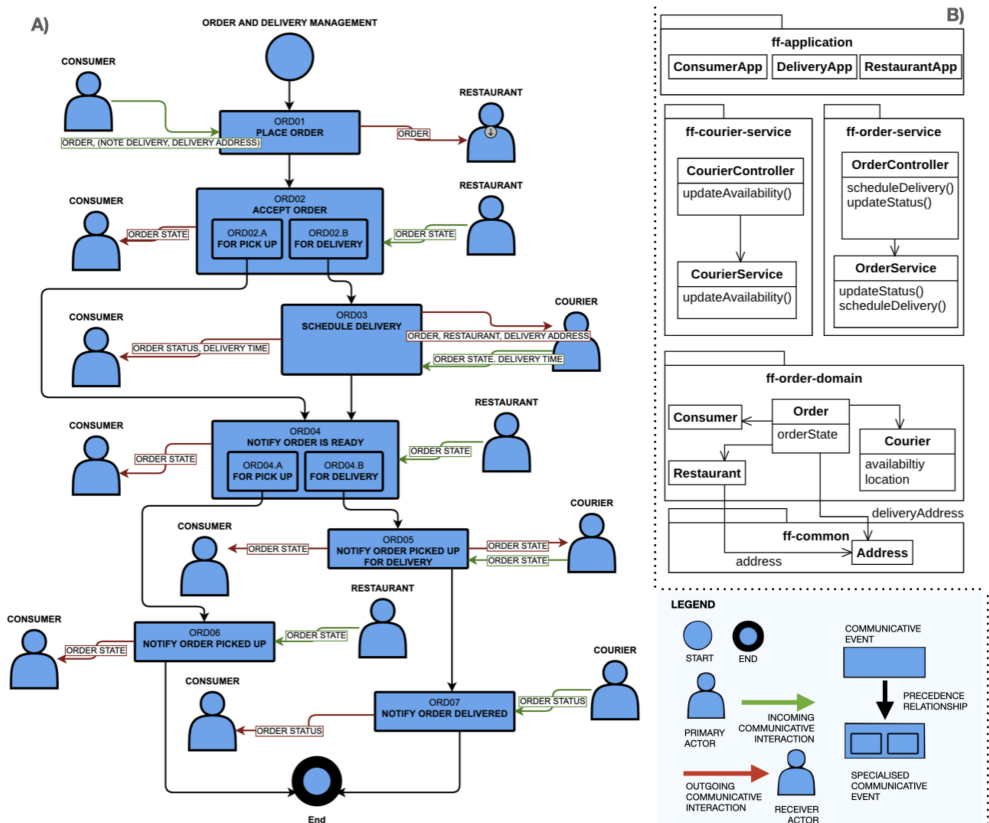 A)
ORDER AND DELIVERY MANAGEMENT
CONSUMER
RESTAURANT
ORD01
PLACE ORDER
ORDER
ORDER, (NOTE DELIVERY, DELIVERY ADDRESS)
CONSUMER
RESTAURANT
ORD02
ACCEPT ORDER
ORDER STATE
ORDER STATE
ORD02.A
FOR PICK UP
ORD02.B
FOR DELIVERY
CONSUMER
COURIER
ORD03
SCHEDULE DELIVERY
ORDER, RESTAURANT, DELIVERY ADDRESS
ORDER STATUS, DELIVERY TIME
ORDER STATE. DELIVERY TIME
CONSUMER
RESTAURANT
ORD04
NOTIFY ORDER IS READY
ORDER STATE
ORDER STATE
ORD04.A
FOR PICK UP
ORD04.B
FOR DELIVERY
CONSUMER
COURIER
ORD05
NOTIFY ORDER PICKED UP
FOR DELIVERY
ORDER STATE
ORDER STATE
ORDER STATE
CONSUMER
RESTAURANT
ORD06
NOTIFY ORDER PICKED UP
ORDER STATE
ORDER STATE
CONSUMER
COURIER
ORD07
NOTIFY ORDER DELIVERED
ORDER STATUS
ORDER STATUS
End
B)
ff-application
ConsumerApp
DeliveryApp
RestaurantApp
ff-courier-service
CourierController
updateAvailability()
CourierService
updateAvailability()
ff-order-service
OrderController
scheduleDelivery()
updateStatus()
OrderService
updateStatus()
scheduleDelivery()
ff-order-domain
Consumer
Order
orderState
Courier
availabiltiy
location
Restaurant
deliveryAddress
ff-common
Address
address
LEGEND
START
END
COMMUNICATIVE
EVENT
PRIMARY
ACTOR
INCOMING
COMMUNICATIVE
INTERACTION
PRECEDENCE
RELATIONSHIP
OUTGOING
COMMUNICATIVE
INTERACTION
RECEIVER
ACTOR
SPECIALISED
COMMUNICATIVE
EVENT